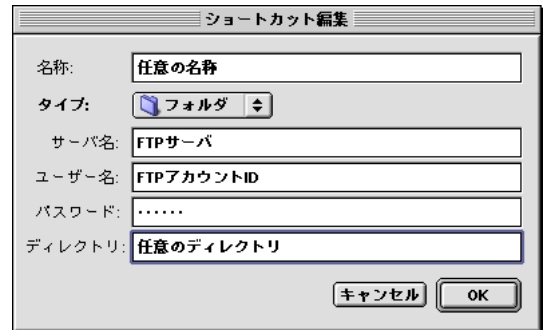 ショートカット編集
名称: 任意の名称
タイプ: フォルダ
サーバ名: FTPサーバ
ユーザー名: FTPアカウントID
パスワード: ······
ディレクトリ: 任意のディレクトリ
キャンセル OK